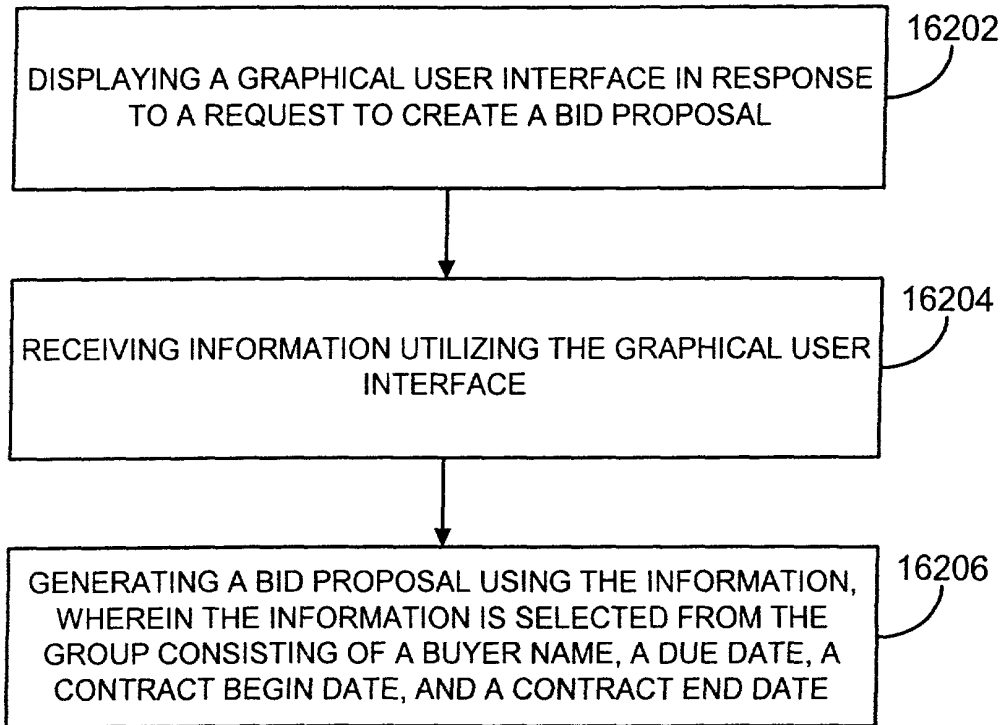 16202
DISPLAYING A GRAPHICAL USER INTERFACE IN RESPONSE
TO A REQUEST TO CREATE A BID PROPOSAL
16204
RECEIVING INFORMATION UTILIZING THE GRAPHICAL USER
INTERFACE
16206
GENERATING A BID PROPOSAL USING THE INFORMATION,
WHEREIN THE INFORMATION IS SELECTED FROM THE
GROUP CONSISTING OF A BUYER NAME, A DUE DATE, A
CONTRACT BEGIN DATE, AND A CONTRACT END DATE